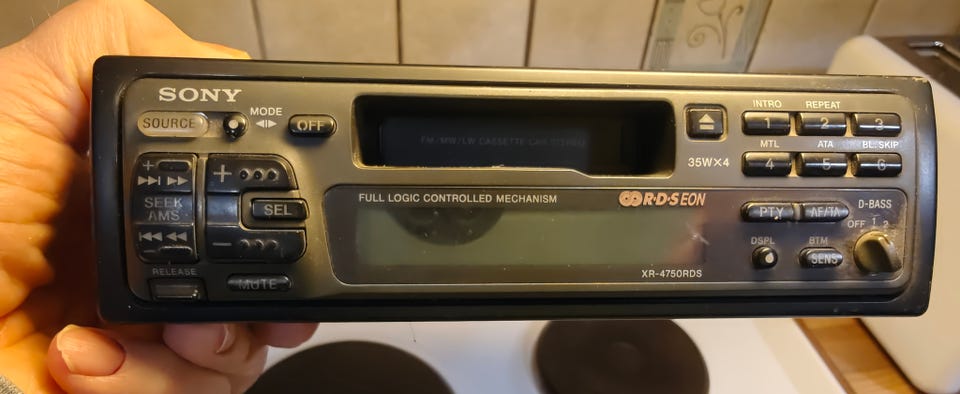 SONY
SOURCE
MODE
OFF
FM/MW/LW CASSETTE CAR STEREO
35W×4
INTRO
REPEAT
1
2
3
MTL
ATA
BL.SKIP
4
5
6
SEEK
AMS
SEL
RELEASE
MUTE
FULL LOGIC CONTROLLED MECHANISM
R·D·S EON
XR-4750RDS
PTY
AF/TA
D-BASS
OFF 1 2
DSPL
BTM
SENS